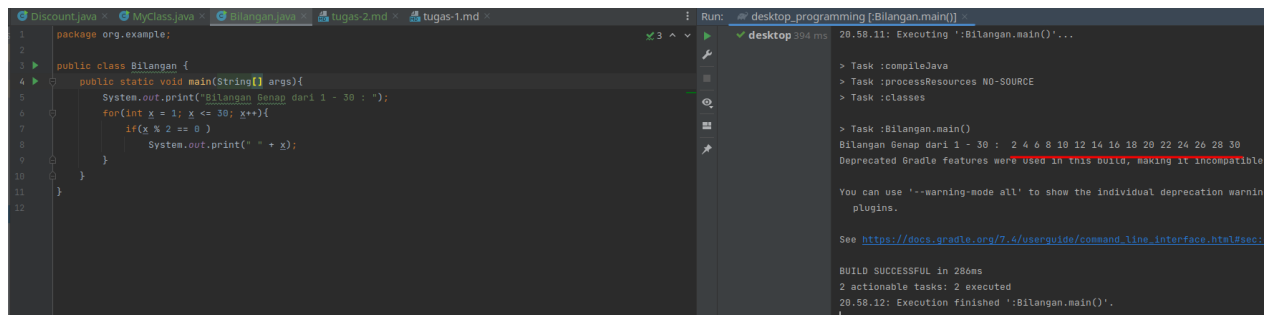 Discount.java × MyClass.java × Bilangan.java × tugas-2.md × tugas-1.md ×
1 package org.example;
2
3 public class Bilangan {
4 public static void main(String[] args){
5 System.out.print("Bilangan Genap dari 1 - 30 : ");
6 for(int x = 1; x <= 30; x++){
7 if(x % 2 == 0 )
8 System.out.print(" " + x);
9 }
10 }
11 }
12
3
Run: desktop_programming [:Bilangan.main()] ×
desktop 394 ms
20.58.11: Executing ':Bilangan.main()'...
> Task :compileJava
> Task :processResources NO-SOURCE
> Task :classes
> Task :Bilangan.main()
Bilangan Genap dari 1 - 30 :  2 4 6 8 10 12 14 16 18 20 22 24 26 28 30
Deprecated Gradle features were used in this build, making it incompatible
You can use '--warning-mode all' to show the individual deprecation warnin
plugins.
See https://docs.gradle.org/7.4/userguide/command_line_interface.html#sec:
BUILD SUCCESSFUL in 286ms
2 actionable tasks: 2 executed
20.58.12: Execution finished ':Bilangan.main()'.